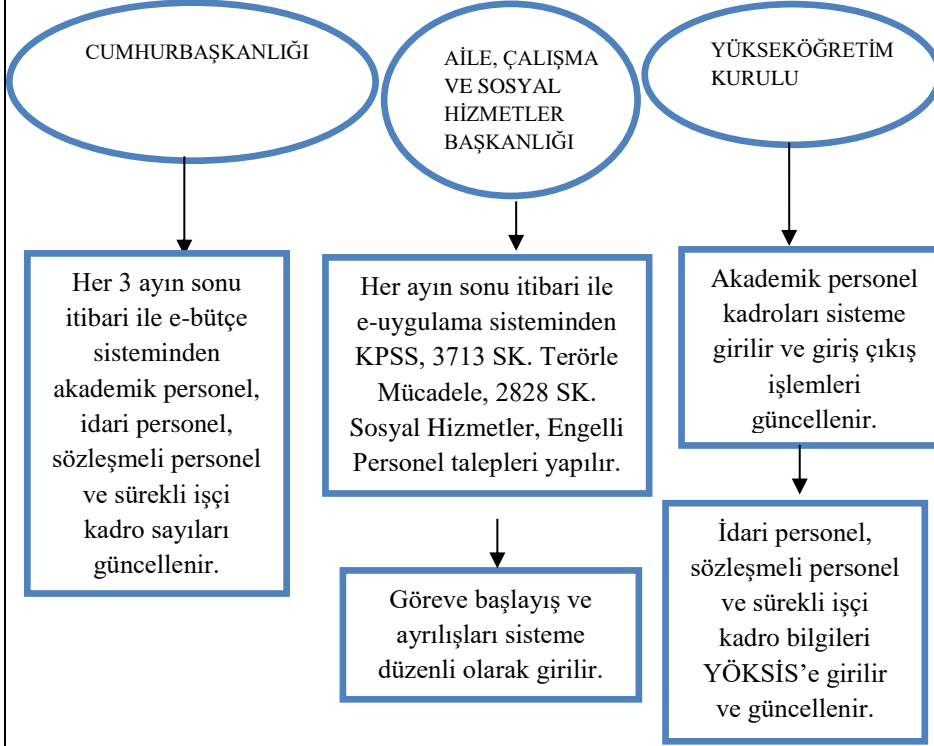 CUMHURBAŞKANLIĞI
AİLE, ÇALIŞMA
VE SOSYAL
HİZMETLER
BAŞKANLIĞI
YÜKSEKÖĞRETİM
KURULU
Her 3 ayın sonu
itibari ile e-bütçe
sisteminden
akademik personel,
idari personel,
sözleşmeli personel
ve sürekli işçi
kadro sayıları
güncellenir.
Her ayın sonu itibari ile
e-uygulama sisteminden
KPSS, 3713 SK. Terörle
Mücadele, 2828 SK.
Sosyal Hizmetler, Engelli
Personel talepleri yapılır.
Göreve başlayış ve
ayrılışları sisteme
düzenli olarak girilir.
Akademik personel
kadroları sisteme
girilir ve giriş çıkış
işlemleri
güncellenir.
İdari personel,
sözleşmeli personel
ve sürekli işçi
kadro bilgileri
YÖKSİS’e girilir
ve güncellenir.